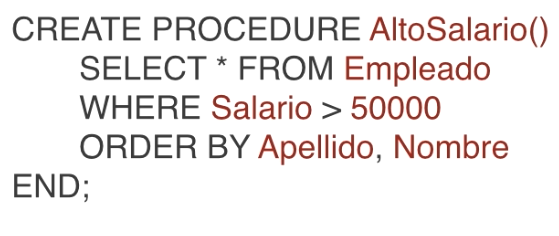 CREATE PROCEDURE AltoSalario()
SELECT * FROM Empleado
WHERE Salario > 50000
ORDER BY Apellido, Nombre
END;